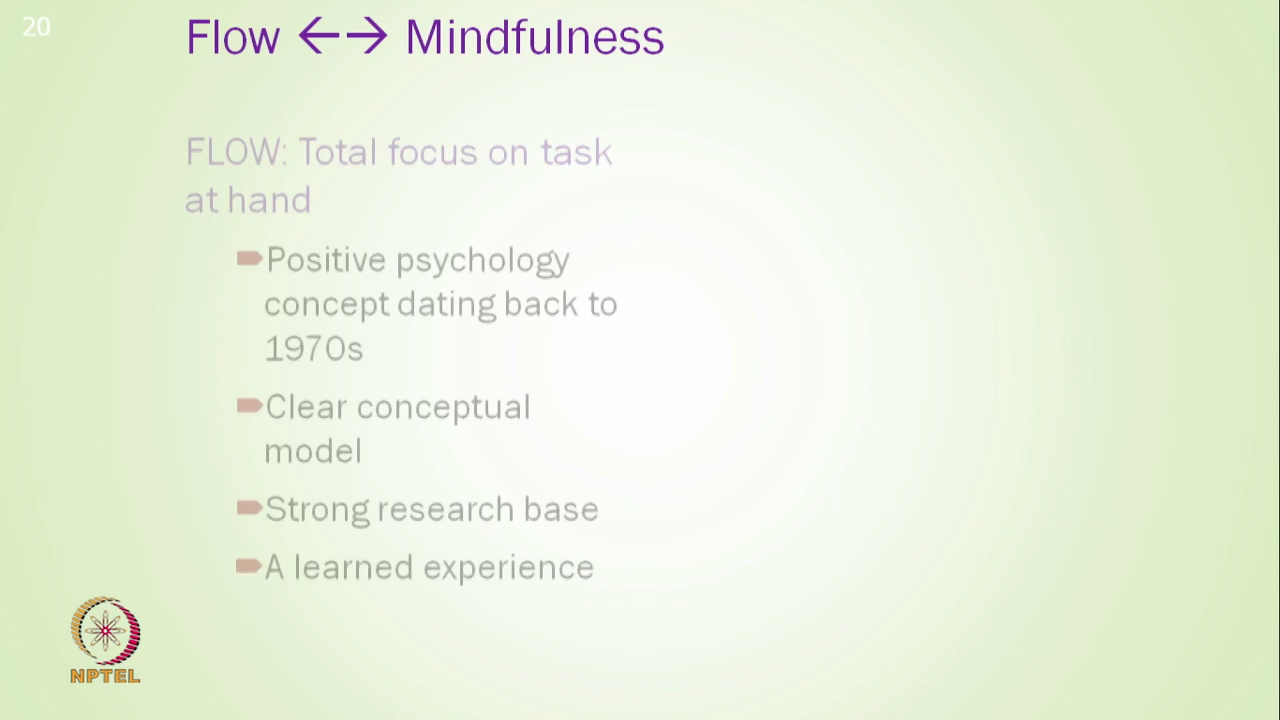 20
Flow ←→ Mindfulness
FLOW: Total focus on task
at hand
Positive psychology
concept dating back to
1970s
Clear conceptual
model
Strong research base
A learned experience
NPTEL